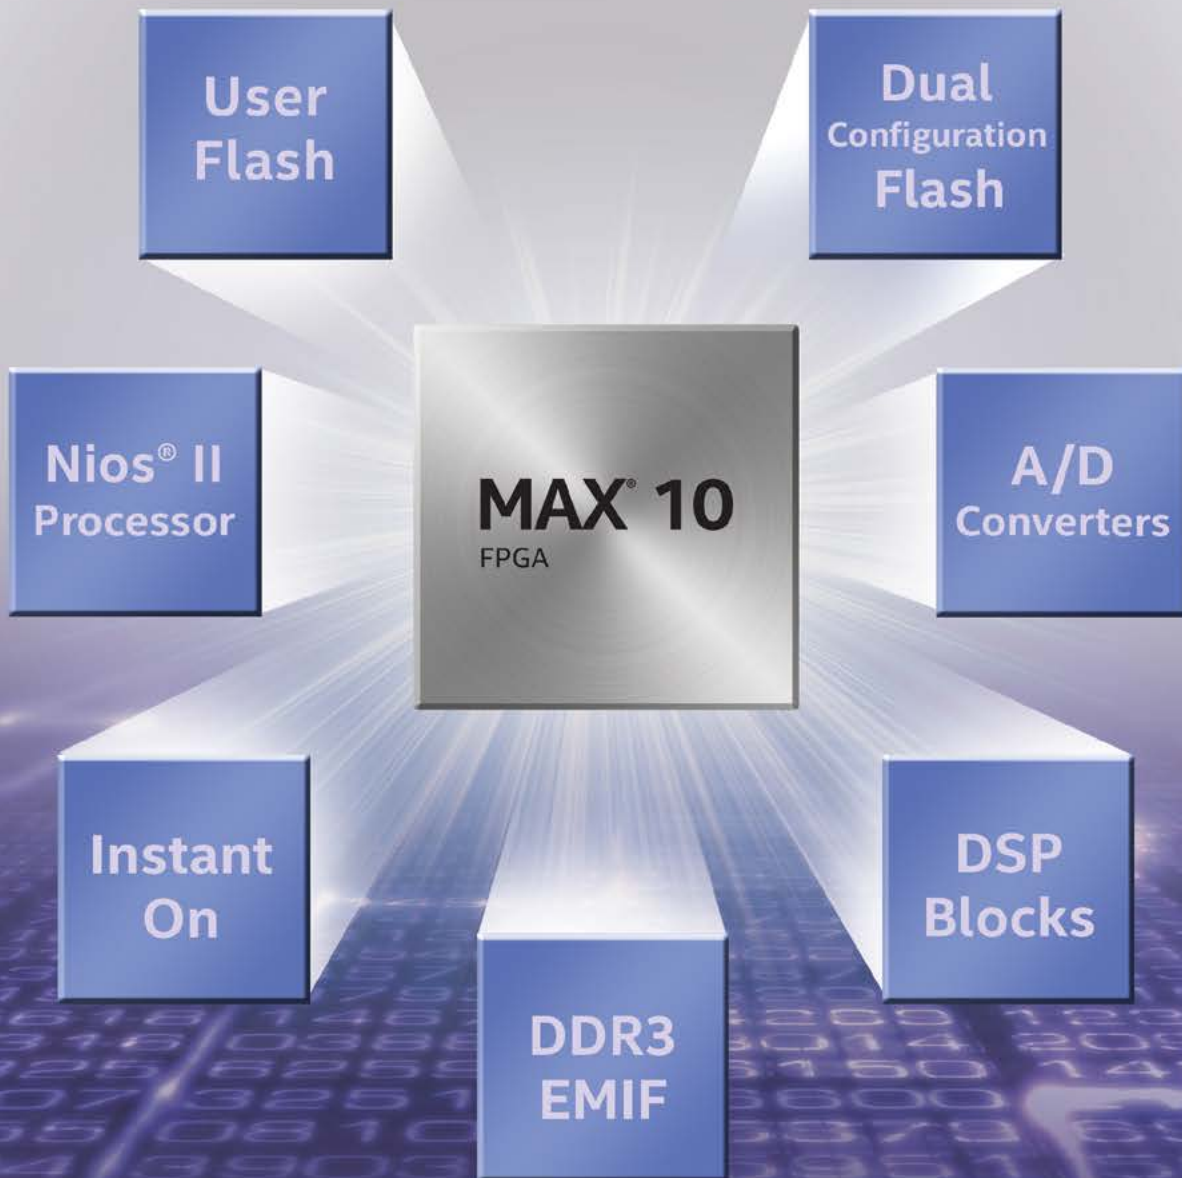 User
Flash
Dual
Configuration
Flash
Nios® II
Processor
MAX® 10
FPGA
A/D
Converters
Instant
On
DSP
Blocks
DDR3
EMIF